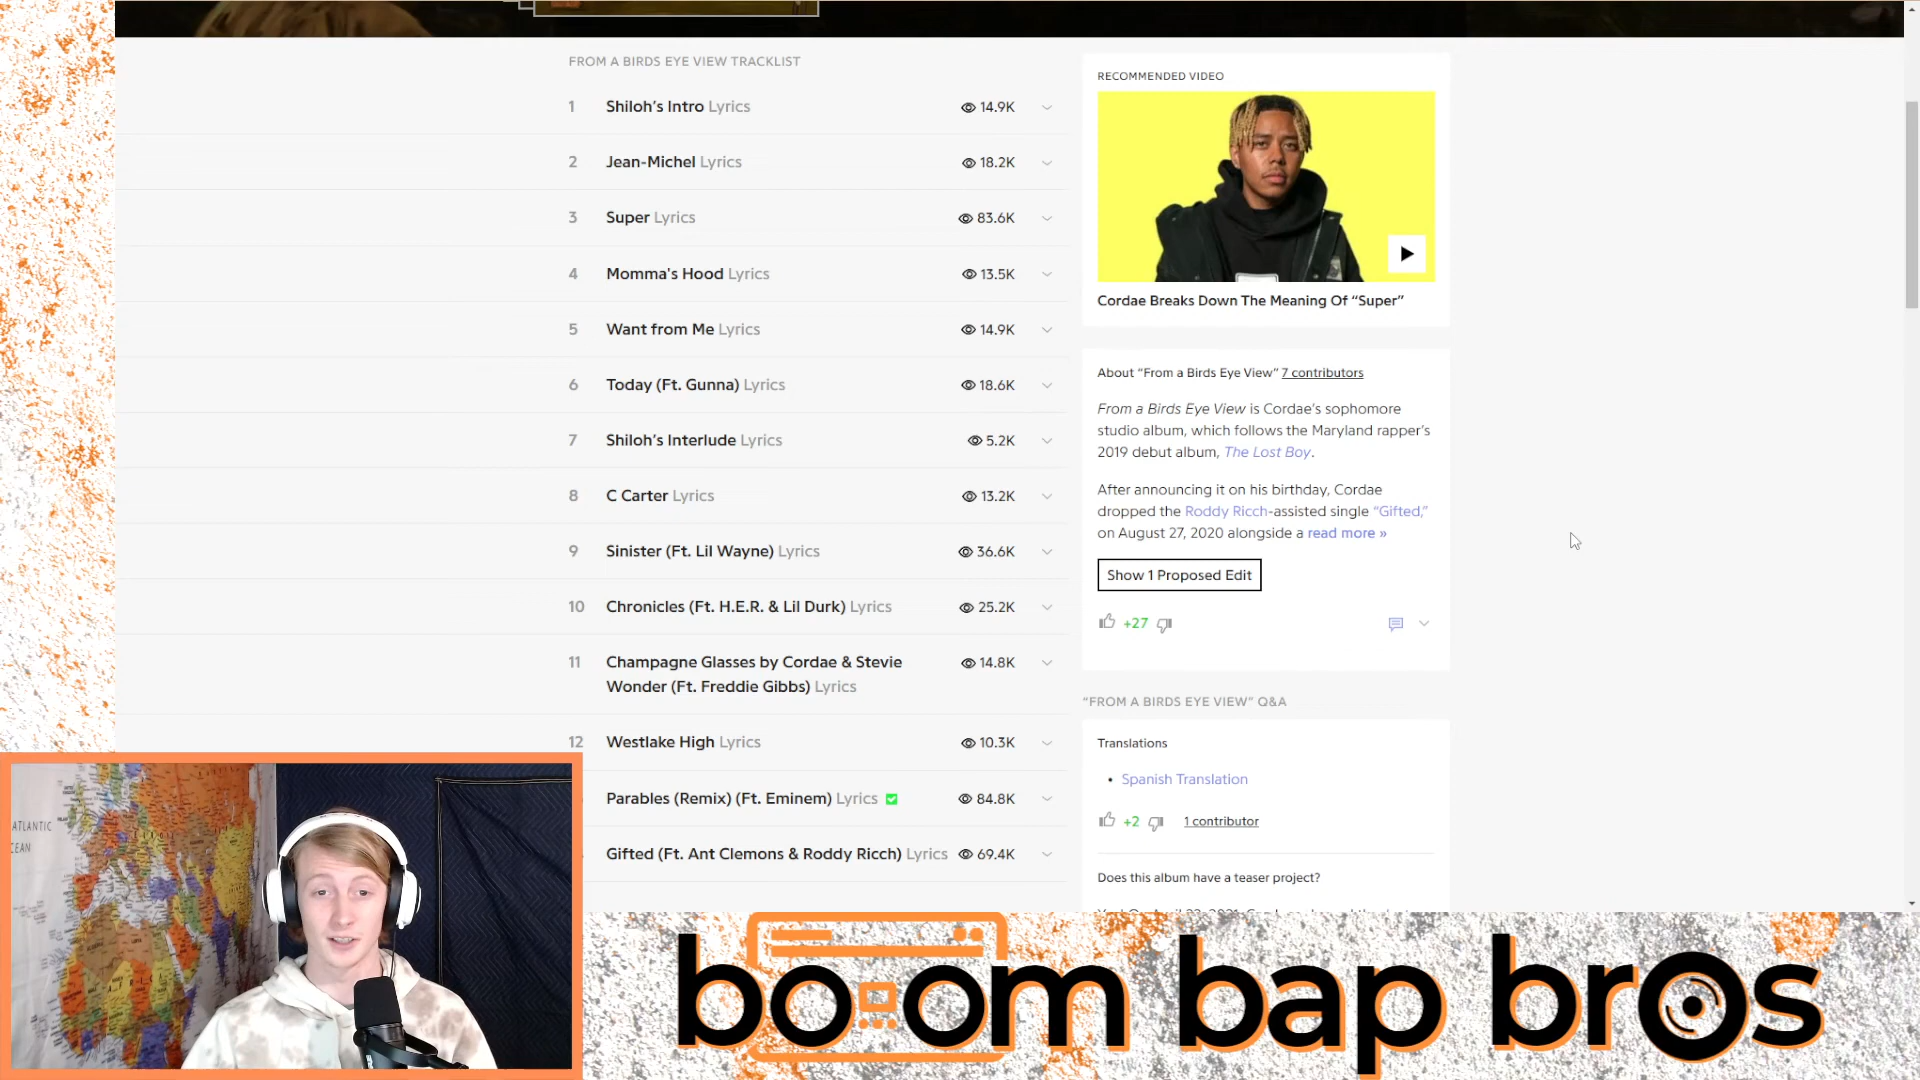 FROM A BIRDS EYE VIEW TRACKLIST
1 Shiloh's Intro Lyrics 14.9K
2 Jean-Michel Lyrics 18.2K
3 Super Lyrics 83.6K
4 Momma's Hood Lyrics 13.5K
5 Want from Me Lyrics 14.9K
6 Today (Ft. Gunna) Lyrics 18.6K
7 Shiloh's Interlude Lyrics 5.2K
8 C Carter Lyrics 13.2K
9 Sinister (Ft. Lil Wayne) Lyrics 36.6K
10 Chronicles (Ft. H.E.R. & Lil Durk) Lyrics 25.2K
11 Champagne Glasses by Cordae & Stevie 14.8K
Wonder (Ft. Freddie Gibbs) Lyrics
12 Westlake High Lyrics 10.3K
Parables (Remix) (Ft. Eminem) Lyrics 84.8K
Gifted (Ft. Ant Clemons & Roddy Ricch) Lyrics 69.4K
RECOMMENDED VIDEO
Cordae Breaks Down The Meaning Of “Super”
About “From a Birds Eye View” 7 contributors
From a Birds Eye View is Cordae's sophomore
studio album, which follows the Maryland rapper's
2019 debut album, The Lost Boy.
After announcing it on his birthday, Cordae
dropped the Roddy Ricch-assisted single “Gifted,”
on August 27, 2020 alongside a read more »
Show 1 Proposed Edit
+27
“FROM A BIRDS EYE VIEW” Q&A
Translations
• Spanish Translation
+2 1 contributor
Does this album have a teaser project?
ATLANTIC
boom bap bros